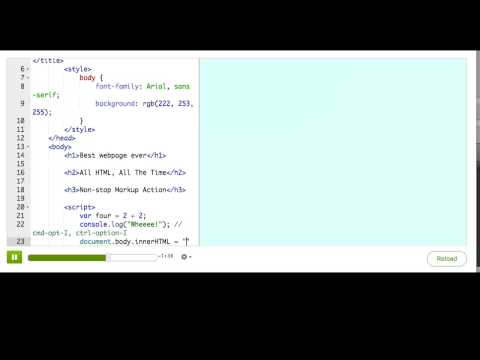 </title>
6 <style>
7 body {
8 font-family: Arial, sans
-serif;
9 background: rgb(222, 253,
255);
10 }
11 </style>
12 </head>
13 <body>
14 <h1>Best webpage ever</h1>
15
16 <h2>All HTML, All The Time</h2>
17
18 <h3>Non-stop Markup Action</h3>
19
20 <script>
21 var four = 2 + 2;
22 console.log("Wheeee!"); //
cmd-opt-I, ctrl-option-I
23 document.body.innerHTML = "
-1:38
Reload